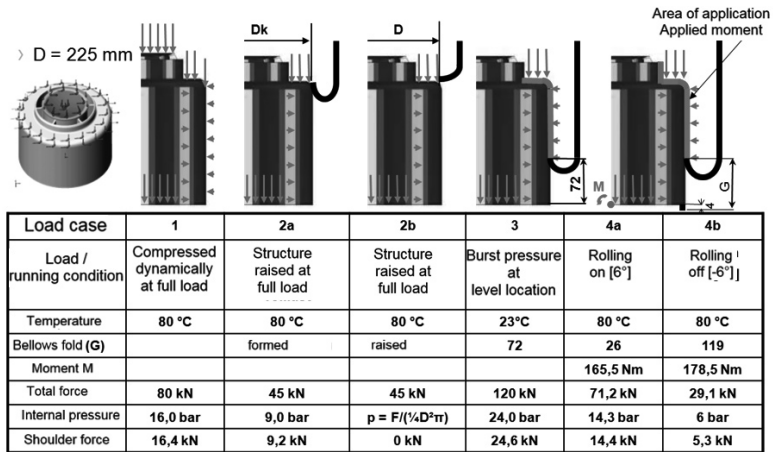 Area of application
Applied moment
Dk
D
〉 D = 225 mm
72
M
4
G
Load case 1 2a 2b 3 4a 4b
Load /
running condition
Compressed
dynamically
at full load
Structure
raised at
full load
Structure
raised at
full load
Burst pressure
at
level location
Rolling
on [6°]
Rolling
off [-6°]
Temperature 80 °C 80°C 80 °C 23°C 80 °C 80 °C
Bellows fold (G) formed raised 72 26 119
Moment M 165,5 Nm 178,5 Nm
Total force 80 kN 45 kN 45 kN 120 kN 71,2 kN 29,1 kN
Internal pressure 16,0 bar 9,0 bar p = F/(¼D²π) 24,0 bar 14,3 bar 6 bar
Shoulder force 16,4 kN 9,2 kN 0 kN 24,6 kN 14,4 kN 5,3 kN